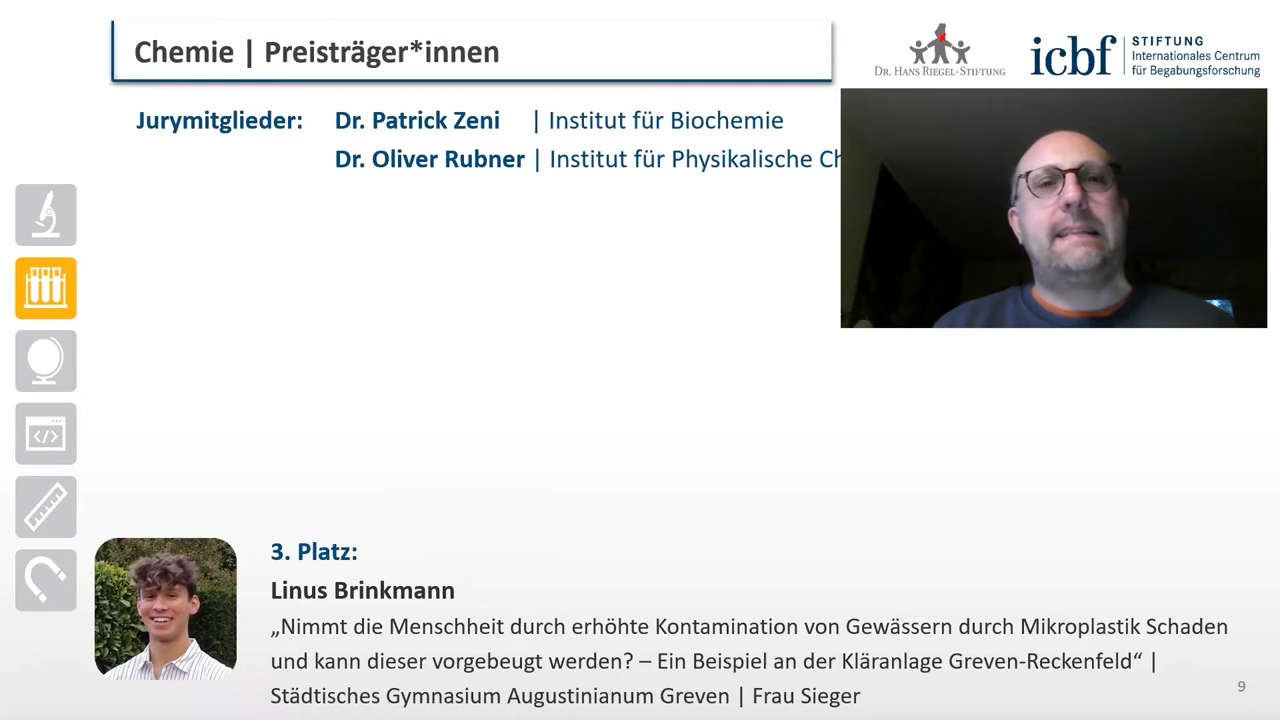 Chemie | Preisträger*innen
DR. HANS RIEGEL-STIFTUNG
icbf
STIFTUNG
Internationales Centrum
für Begabungsforschung
Jurymitglieder: Dr. Patrick Zeni | Institut für Biochemie
Dr. Oliver Rubner | Institut für Physikalische Ch
</>
3. Platz:
Linus Brinkmann
„Nimmt die Menschheit durch erhöhte Kontamination von Gewässern durch Mikroplastik Schaden
und kann dieser vorgebeugt werden? – Ein Beispiel an der Kläranlage Greven-Reckenfeld“ |
Städtisches Gymnasium Augustinianum Greven | Frau Sieger
9